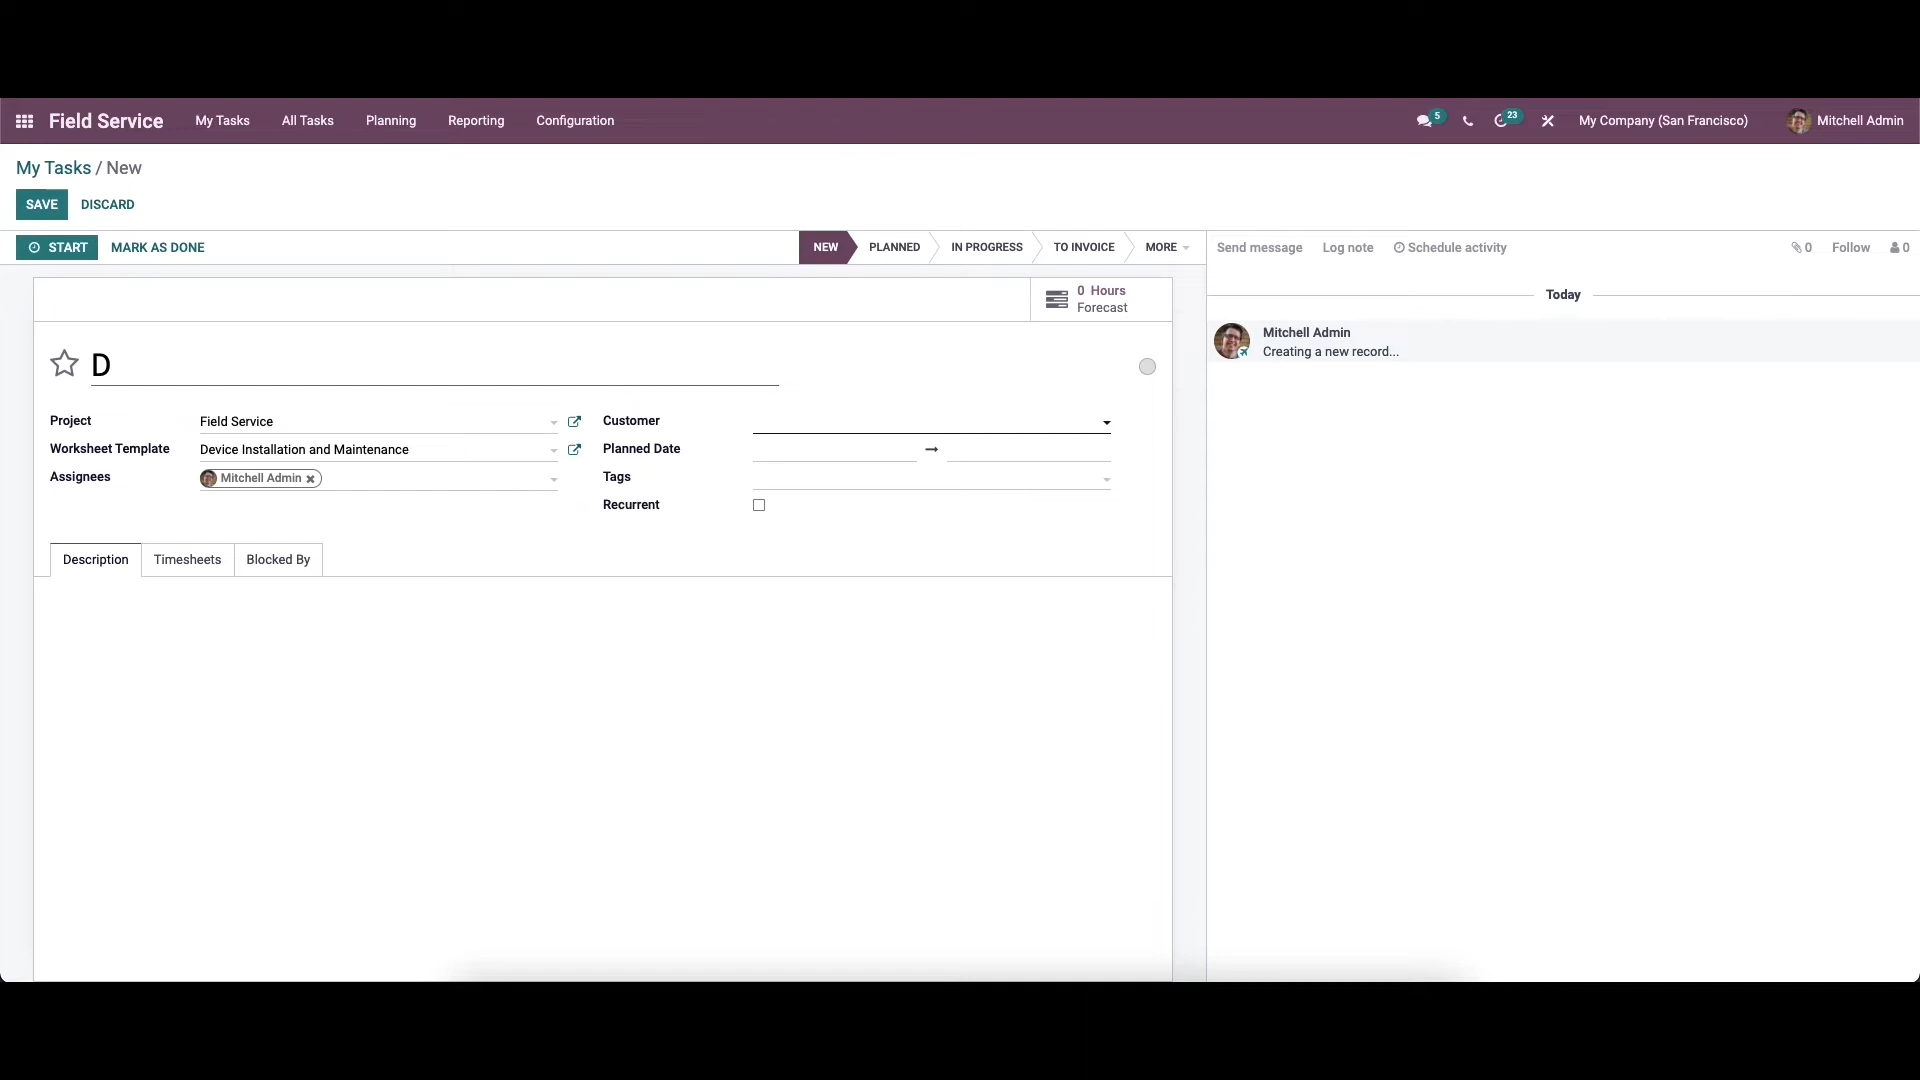 Field Service My Tasks All Tasks Planning Reporting Configuration 5 23 My Company (San Francisco) Mitchell Admin
My Tasks / New
SAVE DISCARD
START MARK AS DONE NEW PLANNED IN PROGRESS TO INVOICE MORE Send message Log note Schedule activity 0 Follow 0
0 Hours
Forecast
Today
Mitchell Admin
Creating a new record...
D
Project Field Service Customer
Worksheet Template Device Installation and Maintenance Planned Date
Assignees Mitchell Admin Tags
Recurrent
Description Timesheets Blocked By